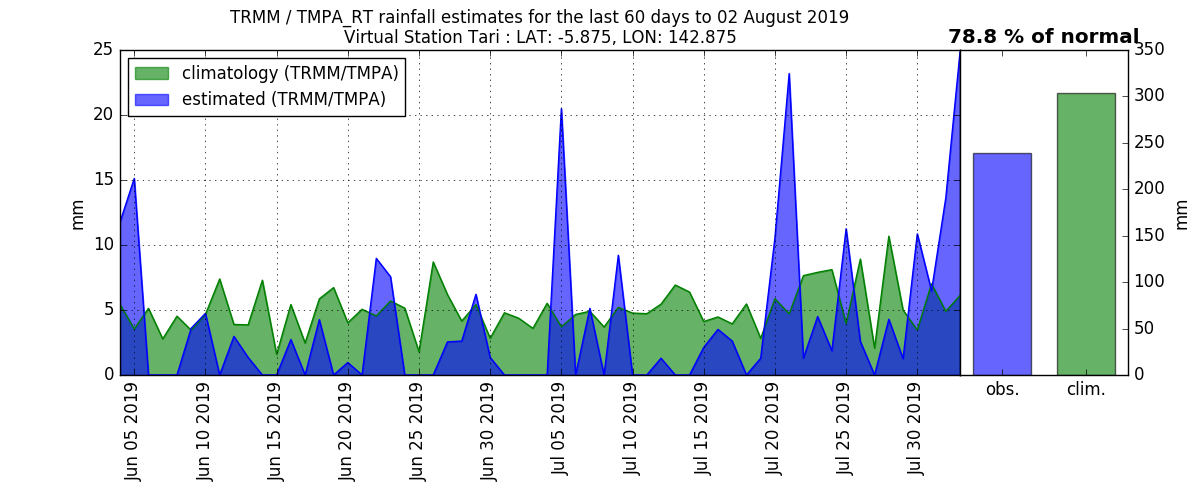 TRMM / TMPA_RT rainfall estimates for the last 60 days to 02 August 2019
Virtual Station Tari : LAT: -5.875, LON: 142.875
78.8 % of normal
climatology (TRMM/TMPA)
estimated (TRMM/TMPA)
25
20
15
10
5
0
mm
Jun 05 2019
Jun 10 2019
Jun 15 2019
Jun 20 2019
Jun 25 2019
Jun 30 2019
Jul 05 2019
Jul 10 2019
Jul 15 2019
Jul 20 2019
Jul 25 2019
Jul 30 2019
obs.
clim.
350
300
250
200
150
100
50
0
mm